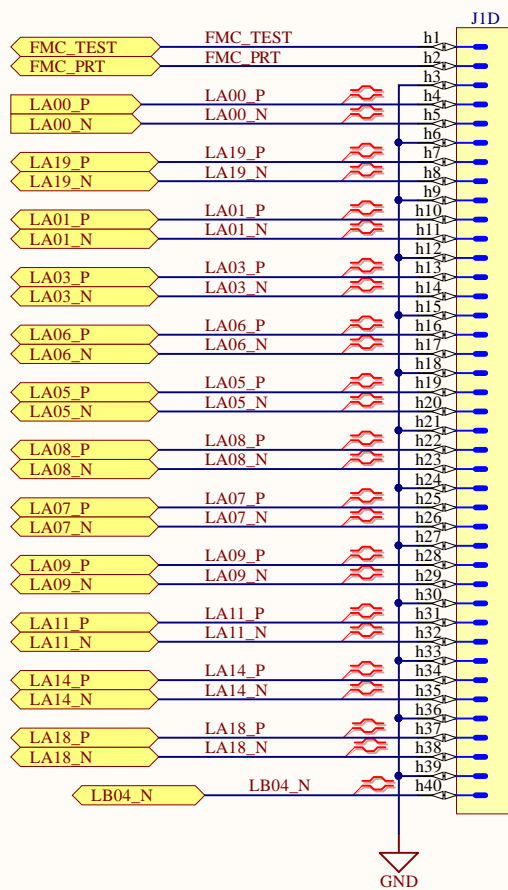 J1D
FMC_TEST FMC_TEST h1
FMC_PRT FMC_PRT h2
h3
LA00_P LA00_P h4
LA00_N LA00_N h5
h6
LA19_P LA19_P h7
LA19_N LA19_N h8
h9
LA01_P LA01_P h10
LA01_N LA01_N h11
h12
LA03_P LA03_P h13
LA03_N LA03_N h14
h15
LA06_P LA06_P h16
LA06_N LA06_N h17
h18
LA05_P LA05_P h19
LA05_N LA05_N h20
h21
LA08_P LA08_P h22
LA08_N LA08_N h23
h24
LA07_P LA07_P h25
LA07_N LA07_N h26
h27
LA09_P LA09_P h28
LA09_N LA09_N h29
h30
LA11_P LA11_P h31
LA11_N LA11_N h32
h33
LA14_P LA14_P h34
LA14_N LA14_N h35
h36
LA18_P LA18_P h37
LA18_N LA18_N h38
h39
LB04_N LB04_N h40
GND